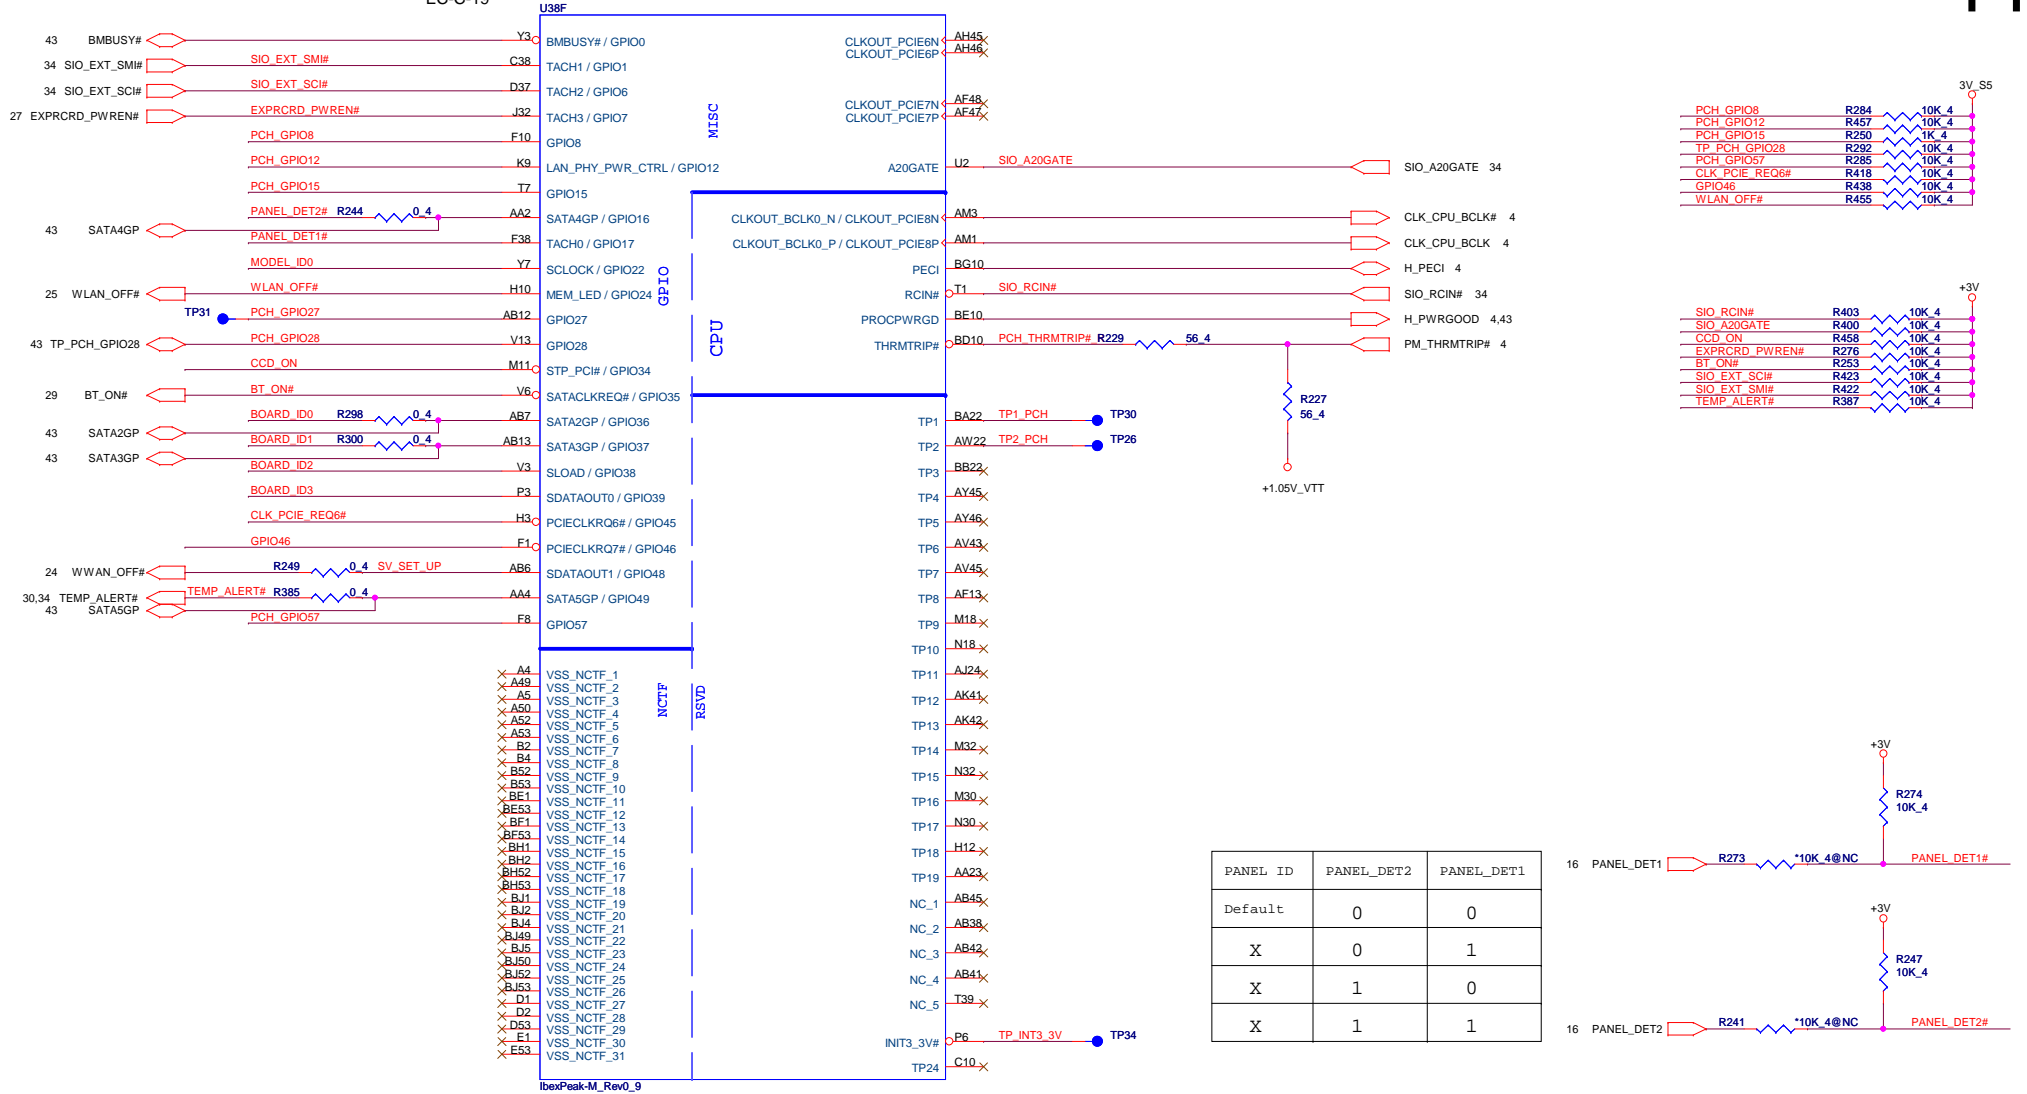 U38F
43 BMBUSY# Y3 BMBUSY# / GPIO0
34 SIO_EXT_SMI# SIO_EXT_SMI# C38 TACH1 / GPIO1
34 SIO_EXT_SCI# SIO_EXT_SCI# D37 TACH2 / GPIO6
27 EXPRCRD_PWREN# EXPRCRD_PWREN# J32 TACH3 / GPIO7
PCH_GPIO8 F10 GPIO8
PCH_GPIO12 K9 LAN_PHY_PWR_CTRL / GPIO12
PCH_GPIO15 T7 GPIO15
PANEL_DET2# R244 0_4 AA2 SATA4GP / GPIO16
43 SATA4GP
PANEL_DET1# F38 TACH0 / GPIO17
MODEL_ID0 Y7 SCLOCK / GPIO22
25 WLAN_OFF# WLAN_OFF# H10 MEM_LED / GPIO24
TP31 PCH_GPIO27 AB12 GPIO27
43 TP_PCH_GPIO28 PCH_GPIO28 V13 GPIO28
CCD_ON M11 STP_PCI# / GPIO34
29 BT_ON# BT_ON# V6 SATACLKREQ# / GPIO35
BOARD_ID0 R298 0_4 AB7 SATA2GP / GPIO36
43 SATA2GP
BOARD_ID1 R300 0_4 AB13 SATA3GP / GPIO37
43 SATA3GP
BOARD_ID2 V3 SLOAD / GPIO38
BOARD_ID3 P3 SDATAOUT0 / GPIO39
CLK_PCIE_REQ6# H3 PCIECLKRQ6# / GPIO45
GPIO46 F1 PCIECLKRQ7# / GPIO46
24 WWAN_OFF# R249 0_4 SV_SET_UP AB6 SDATAOUT1 / GPIO48
30,34 TEMP_ALERT# TEMP_ALERT# R385 0_4 AA4 SATA5GP / GPIO49
43 SATA5GP
PCH_GPIO57 F8 GPIO57
A4 VSS_NCTF_1
A49 VSS_NCTF_2
A5 VSS_NCTF_3
A50 VSS_NCTF_4
A52 VSS_NCTF_5
A53 VSS_NCTF_6
B2 VSS_NCTF_7
B4 VSS_NCTF_8
B52 VSS_NCTF_9
B53 VSS_NCTF_10
BE1 VSS_NCTF_11
BE53 VSS_NCTF_12
BF1 VSS_NCTF_13
BF53 VSS_NCTF_14
BH1 VSS_NCTF_15
BH2 VSS_NCTF_16
BH52 VSS_NCTF_17
BH53 VSS_NCTF_18
BJ1 VSS_NCTF_19
BJ2 VSS_NCTF_20
BJ4 VSS_NCTF_21
BJ49 VSS_NCTF_22
BJ5 VSS_NCTF_23
BJ50 VSS_NCTF_24
BJ52 VSS_NCTF_25
BJ53 VSS_NCTF_26
D1 VSS_NCTF_27
D2 VSS_NCTF_28
D53 VSS_NCTF_29
E1 VSS_NCTF_30
E53 VSS_NCTF_31
IbexPeak-M_Rev0_9
MISC
GPIO
CPU
NCTF
RSVD
CLKOUT_PCIE6N AH45
CLKOUT_PCIE6P AH46
CLKOUT_PCIE7N AF48
CLKOUT_PCIE7P AF47
A20GATE U2 SIO_A20GATE SIO_A20GATE 34
CLKOUT_BCLK0_N / CLKOUT_PCIE8N AM3 CLK_CPU_BCLK# 4
CLKOUT_BCLK0_P / CLKOUT_PCIE8P AM1 CLK_CPU_BCLK 4
PECI BG10 H_PECI 4
RCIN# T1 SIO_RCIN# SIO_RCIN# 34
PROCPWRGD BE10 H_PWRGOOD 4,43
THRMTRIP# BD10 PCH_THRMTRIP# R229 56_4 PM_THRMTRIP# 4
R227
56_4
+1.05V_VTT
TP1 BA22 TP1_PCH TP30
TP2 AW22 TP2_PCH TP26
TP3 BB22
TP4 AY45
TP5 AY46
TP6 AV43
TP7 AV45
TP8 AF13
TP9 M18
TP10 N18
TP11 AJ24
TP12 AK41
TP13 AK42
TP14 M32
TP15 N32
TP16 M30
TP17 N30
TP18 H12
TP19 AA23
NC_1 AB45
NC_2 AB38
NC_3 AB42
NC_4 AB41
NC_5 T39
INIT3_3V# P6 TP_INT3_3V TP34
TP24 C10
3V_S5
PCH_GPIO8 R284 10K_4
PCH_GPIO12 R457 10K_4
PCH_GPIO15 R250 1K_4
TP_PCH_GPIO28 R292 10K_4
PCH_GPIO57 R285 10K_4
CLK_PCIE_REQ6# R418 10K_4
GPIO46 R438 10K_4
WLAN_OFF# R455 10K_4
+3V
SIO_RCIN# R403 10K_4
SIO_A20GATE R400 10K_4
CCD_ON R458 10K_4
EXPRCRD_PWREN# R276 10K_4
BT_ON# R253 10K_4
SIO_EXT_SCI# R423 10K_4
SIO_EXT_SMI# R422 10K_4
TEMP_ALERT# R387 10K_4
PANEL ID PANEL_DET2 PANEL_DET1
Default 0 0
X 0 1
X 1 0
X 1 1
+3V
R274
10K_4
16 PANEL_DET1 R273 *10K_4@NC PANEL_DET1#
+3V
R247
10K_4
16 PANEL_DET2 R241 *10K_4@NC PANEL_DET2#